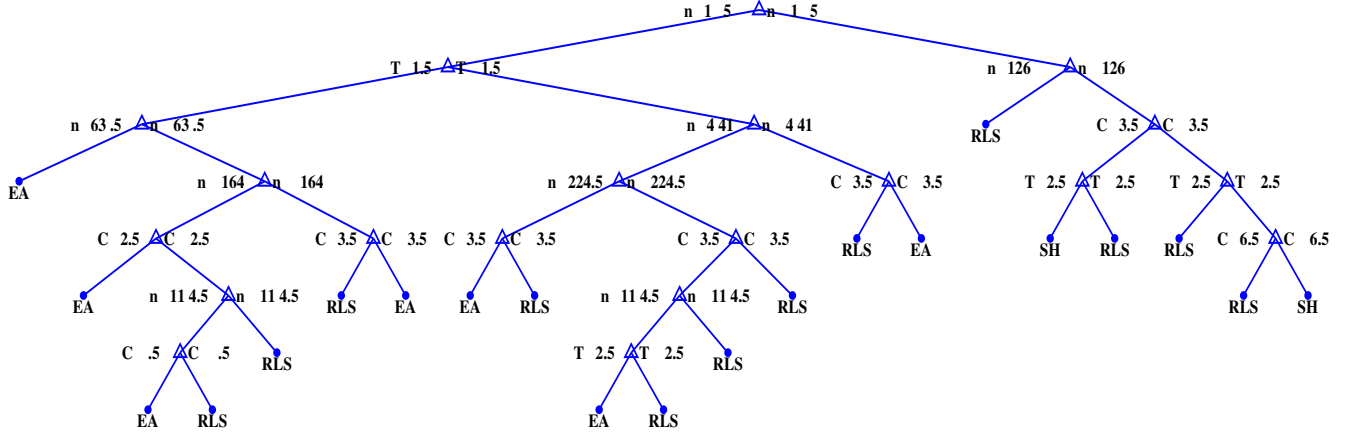 n 1 5 n 1 5
T 1.5 T 1.5 n 126 n 126
n 63 .5 n 63 .5 n 4 41 n 4 41 RLS C 3.5 C 3.5
EA n 164 n 164 n 224.5 n 224.5 C 3.5 C 3.5 T 2.5 T 2.5 T 2.5 T 2.5
C 2.5 C 2.5 C 3.5 C 3.5 C 3.5 C 3.5 C 3.5 C 3.5 RLS EA SH RLS RLS C 6.5 C 6.5
EA n 11 4.5 n 11 4.5 RLS EA EA RLS n 11 4.5 n 11 4.5 RLS RLS SH
C .5 C .5 RLS T 2.5 T 2.5 RLS
EA RLS EA RLS